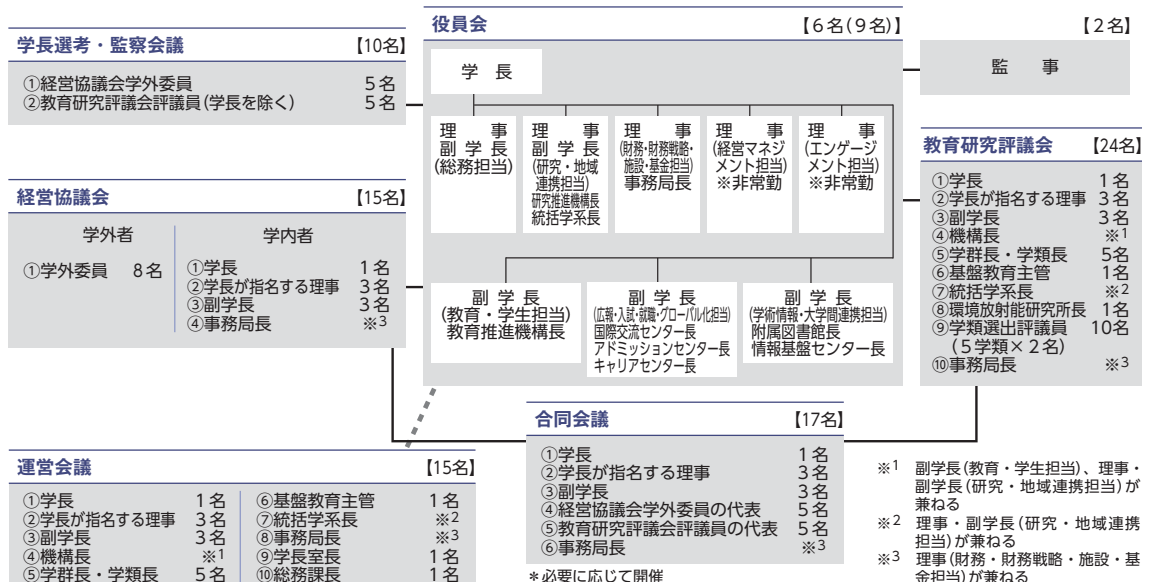 学長選考・監察会議 【10名】
①経営協議会学外委員 5名
②教育研究評議会評議員(学長を除く) 5名
経営協議会 【15名】
学外者
①学外委員 8名
学内者
①学長 1名
②学長が指名する理事 3名
③副学長 3名
④事務局長 ※3
役員会 【6名(9名)】
学 長
理 事
副 学 長
(総務担当)
理 事
副 学 長
(研究・地域
連携担当)
研究推進機構長
統括学系長
理 事
(財務・財務戦略・
施設・基金担当)
事務局長
理 事
(経営マネジ
メント担当)
※非常勤
理 事
(エンゲージ
メント担当)
※非常勤
副 学 長
(教育・学生担当)
教育推進機構長
副 学 長
(広報・入試・就職・グローバル化担当)
国際交流センター長
アドミッションセンター長
キャリアセンター長
副 学 長
(学術情報・大学間連携担当)
附属図書館長
情報基盤センター長
【2名】
監 事
教育研究評議会 【24名】
①学長 1名
②学長が指名する理事 3名
③副学長 3名
④機構長 ※1
⑤学群長・学類長 5名
⑥基盤教育主管 1名
⑦統括学系長 ※2
⑧環境放射能研究所長 1名
⑨学類選出評議員 10名
(5学類×2名)
⑩事務局長 ※3
運営会議 【15名】
①学長 1名
②学長が指名する理事 3名
③副学長 3名
④機構長 ※1
⑤学群長・学類長 5名
⑥基盤教育主管 1名
⑦統括学系長 ※2
⑧事務局長 ※3
⑨学長室長 1名
⑩総務課長 1名
合同会議 【17名】
①学長 1名
②学長が指名する理事 3名
③副学長 3名
④経営協議会学外委員の代表 5名
⑤教育研究評議会評議員の代表 5名
⑥事務局長 ※3
*必要に応じて開催
※1 副学長(教育・学生担当)、理事・
副学長(研究・地域連携担当)が
兼ねる
※2 理事・副学長(研究・地域連携
担当)が兼ねる
※3 理事(財務・財務戦略・施設・基
金担当)が兼ねる